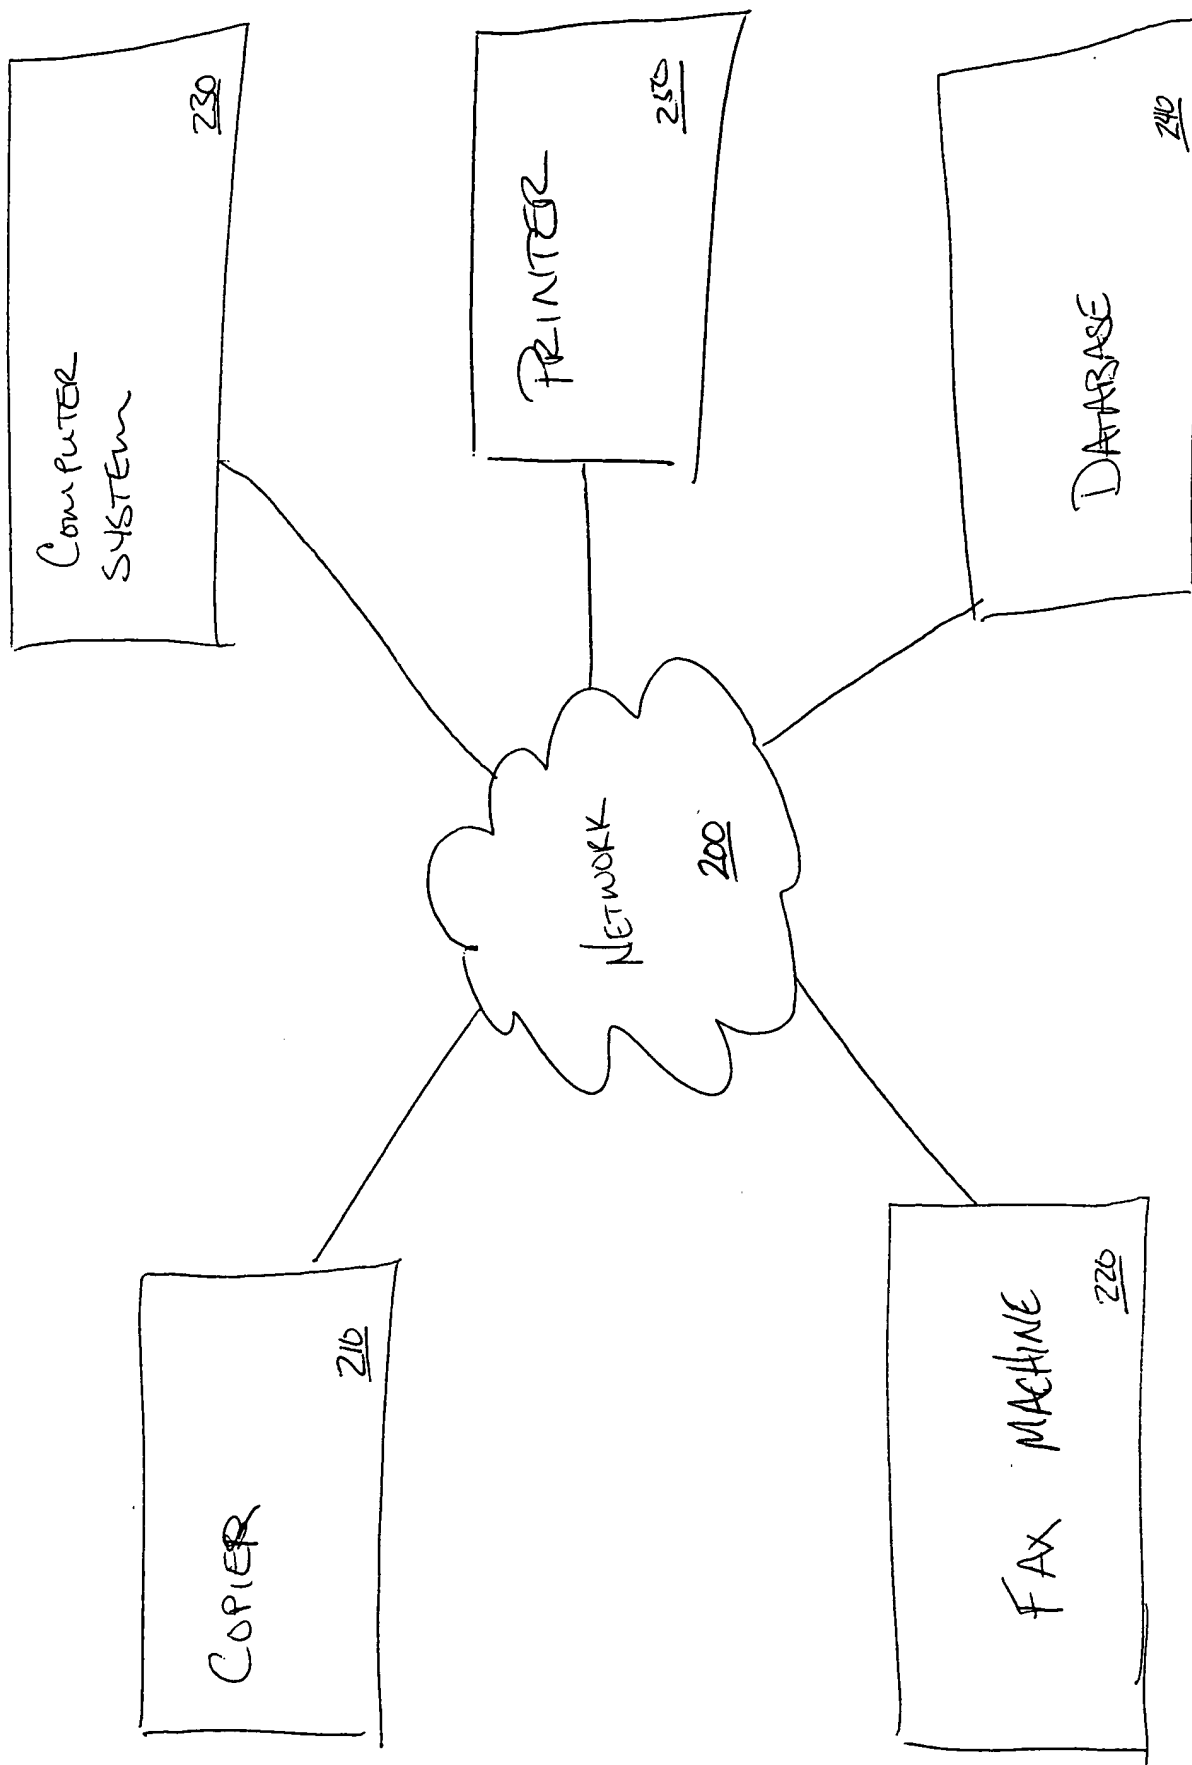 COMPUTER
SYSTEM
230
PRINTER
250
DATABASE
240
NETWORK
200
COPIER
210
FAX MACHINE
220